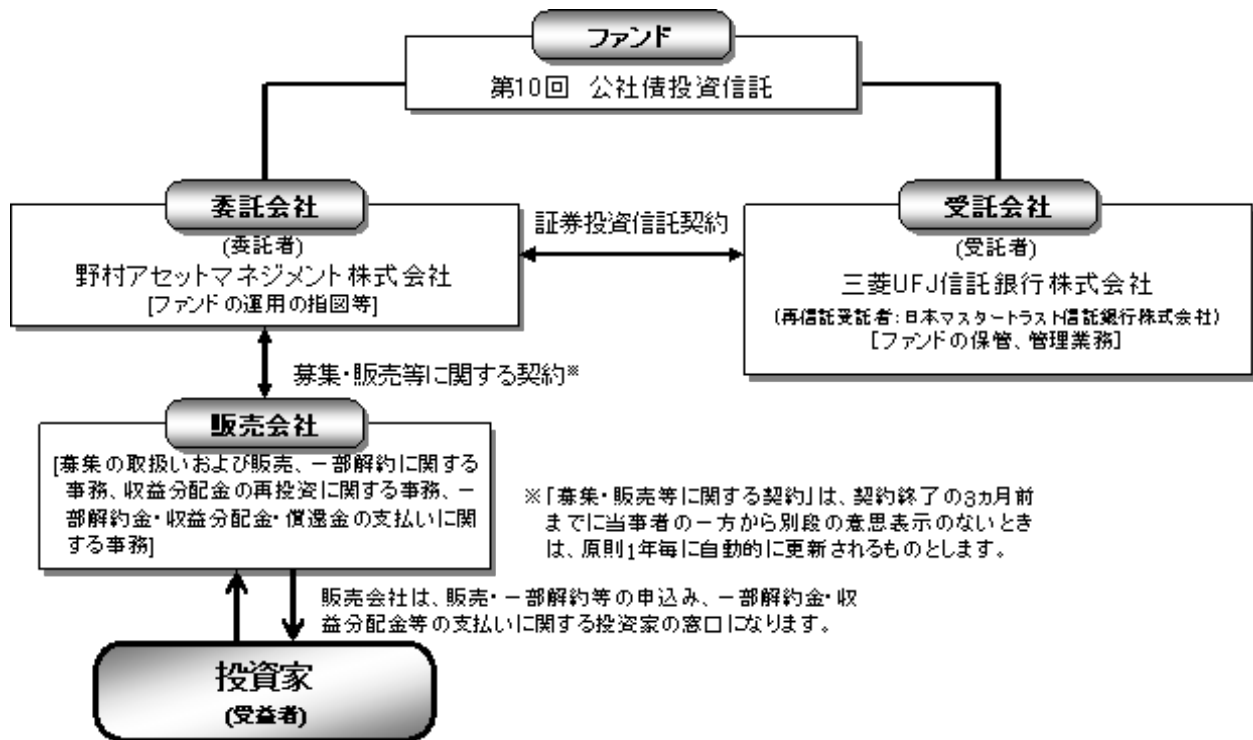 ファンド
第10回 公社債投資信託
委託会社
(委託者)
野村アセットマネジメント株式会社
[ファンドの運用の指図等]
証券投資信託契約
受託会社
(受託者)
三菱UFJ信託銀行株式会社
(再信託受託者:日本マスタートラスト信託銀行株式会社)
[ファンドの保管、管理業務]
募集・販売等に関する契約※
販売会社
[募集の取扱いおよび販売、一部解約に関する
事務、収益分配金の再投資に関する事務、一
部解約金・収益分配金・償還金の支払いに関
する事務]
※「募集・販売等に関する契約」は、契約終了の3ヵ月前
までに当事者の一方から別段の意思表示のないとき
は、原則1年毎に自動的に更新されるものとします。
販売会社は、販売・一部解約等の申込み、一部解約金・収
益分配金等の支払いに関する投資家の窓口になります。
投資家
(受益者)